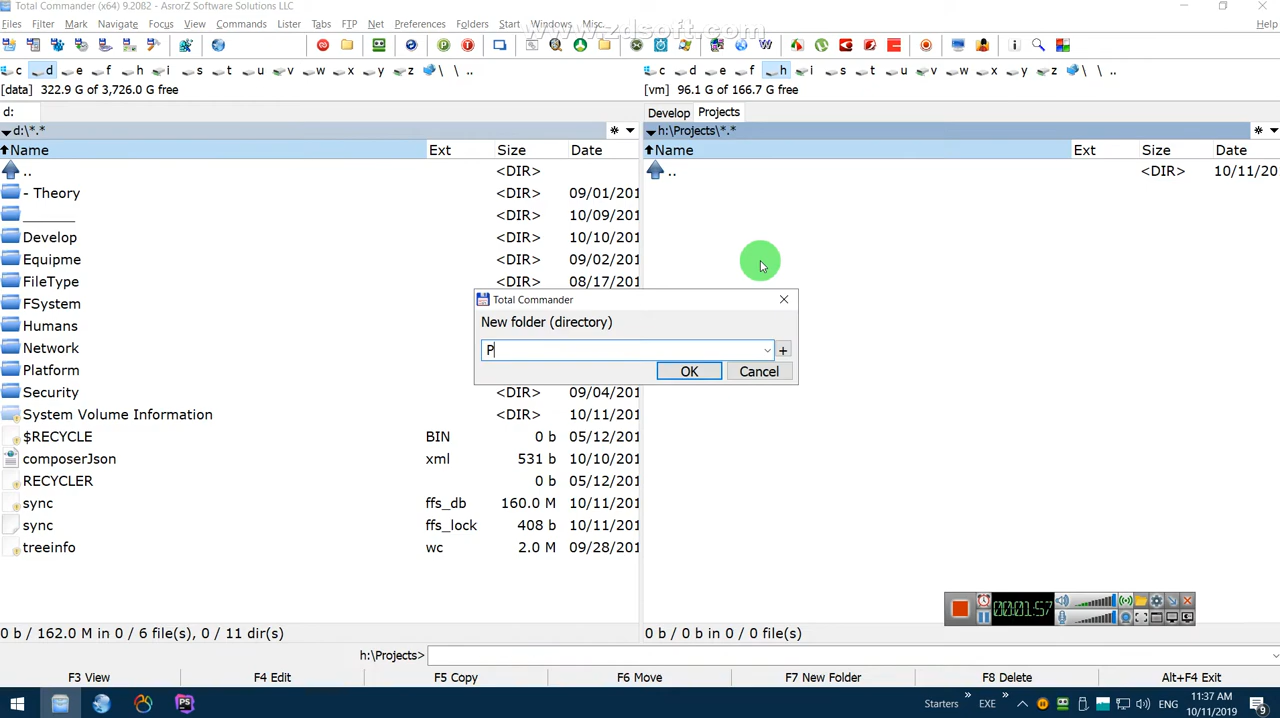 Total Commander (x64) 9.2082 - AsrorZ Software Solutions LLC
Files Filter Mark Navigate Focus View Commands Lister Tabs FTP Net Preferences Folders Start Windows Misc. Help
www.zdsoft.com
c d e f h i s t u v w x y z \ ..
c d e f h i s t u v w x y z \ ..
[data] 322.9 G of 3,726.0 G free
[vm] 96.1 G of 166.7 G free
d:
Develop Projects
d:\*.*
h:\Projects\*.*
Name Ext Size Date
Name Ext Size Date
.. <DIR>
.. <DIR> 10/11/20
- Theory <DIR> 09/01/201
_______ <DIR> 10/09/201
Develop <DIR> 10/10/201
Equipme <DIR> 09/02/201
FileType <DIR> 08/17/201
FSystem
Humans
Network
Platform
Security <DIR> 09/04/201
System Volume Information <DIR> 10/11/201
$RECYCLE BIN 0 b 05/12/201
composerJson xml 531 b 10/10/201
RECYCLER 0 b 05/12/201
sync ffs_db 160.0 M 10/11/201
sync ffs_lock 408 b 10/11/201
treeinfo wc 2.0 M 09/28/201
Total Commander
New folder (directory)
P
+
OK Cancel
00:01:57
0 b / 162.0 M in 0 / 6 file(s), 0 / 11 dir(s)
0 b / 0 b in 0 / 0 file(s)
h:\Projects>
F3 View F4 Edit F5 Copy F6 Move F7 New Folder F8 Delete Alt+F4 Exit
PS
Starters » EXE » ENG
11:37 AM
10/11/2019
9